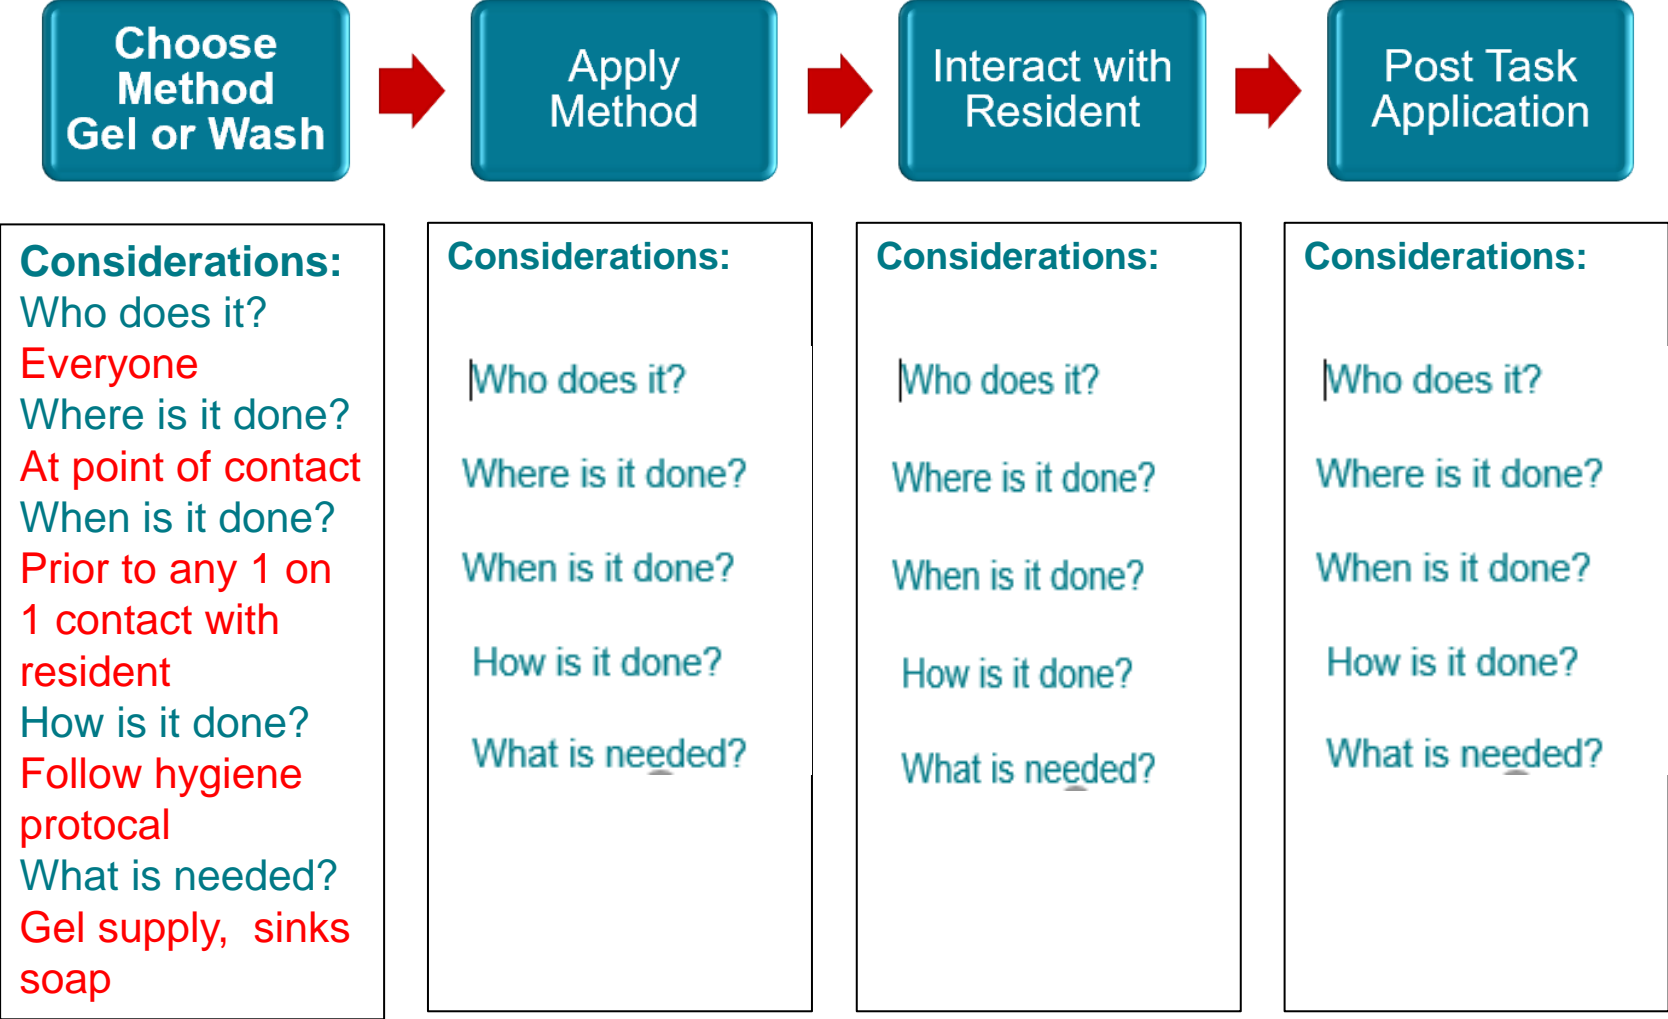 Choose
Method
Gel or Wash
Apply
Method
Interact with
Resident
Post Task
Application
Considerations:
Who does it?
Everyone
Where is it done?
At point of contact
When is it done?
Prior to any 1 on
1 contact with
resident
How is it done?
Follow hygiene
protocal
What is needed?
Gel supply,  sinks
soap
Considerations:
Who does it?
Where is it done?
When is it done?
How is it done?
What is needed?
Considerations:
Who does it?
Where is it done?
When is it done?
How is it done?
What is needed?
Considerations:
Who does it?
Where is it done?
When is it done?
How is it done?
What is needed?